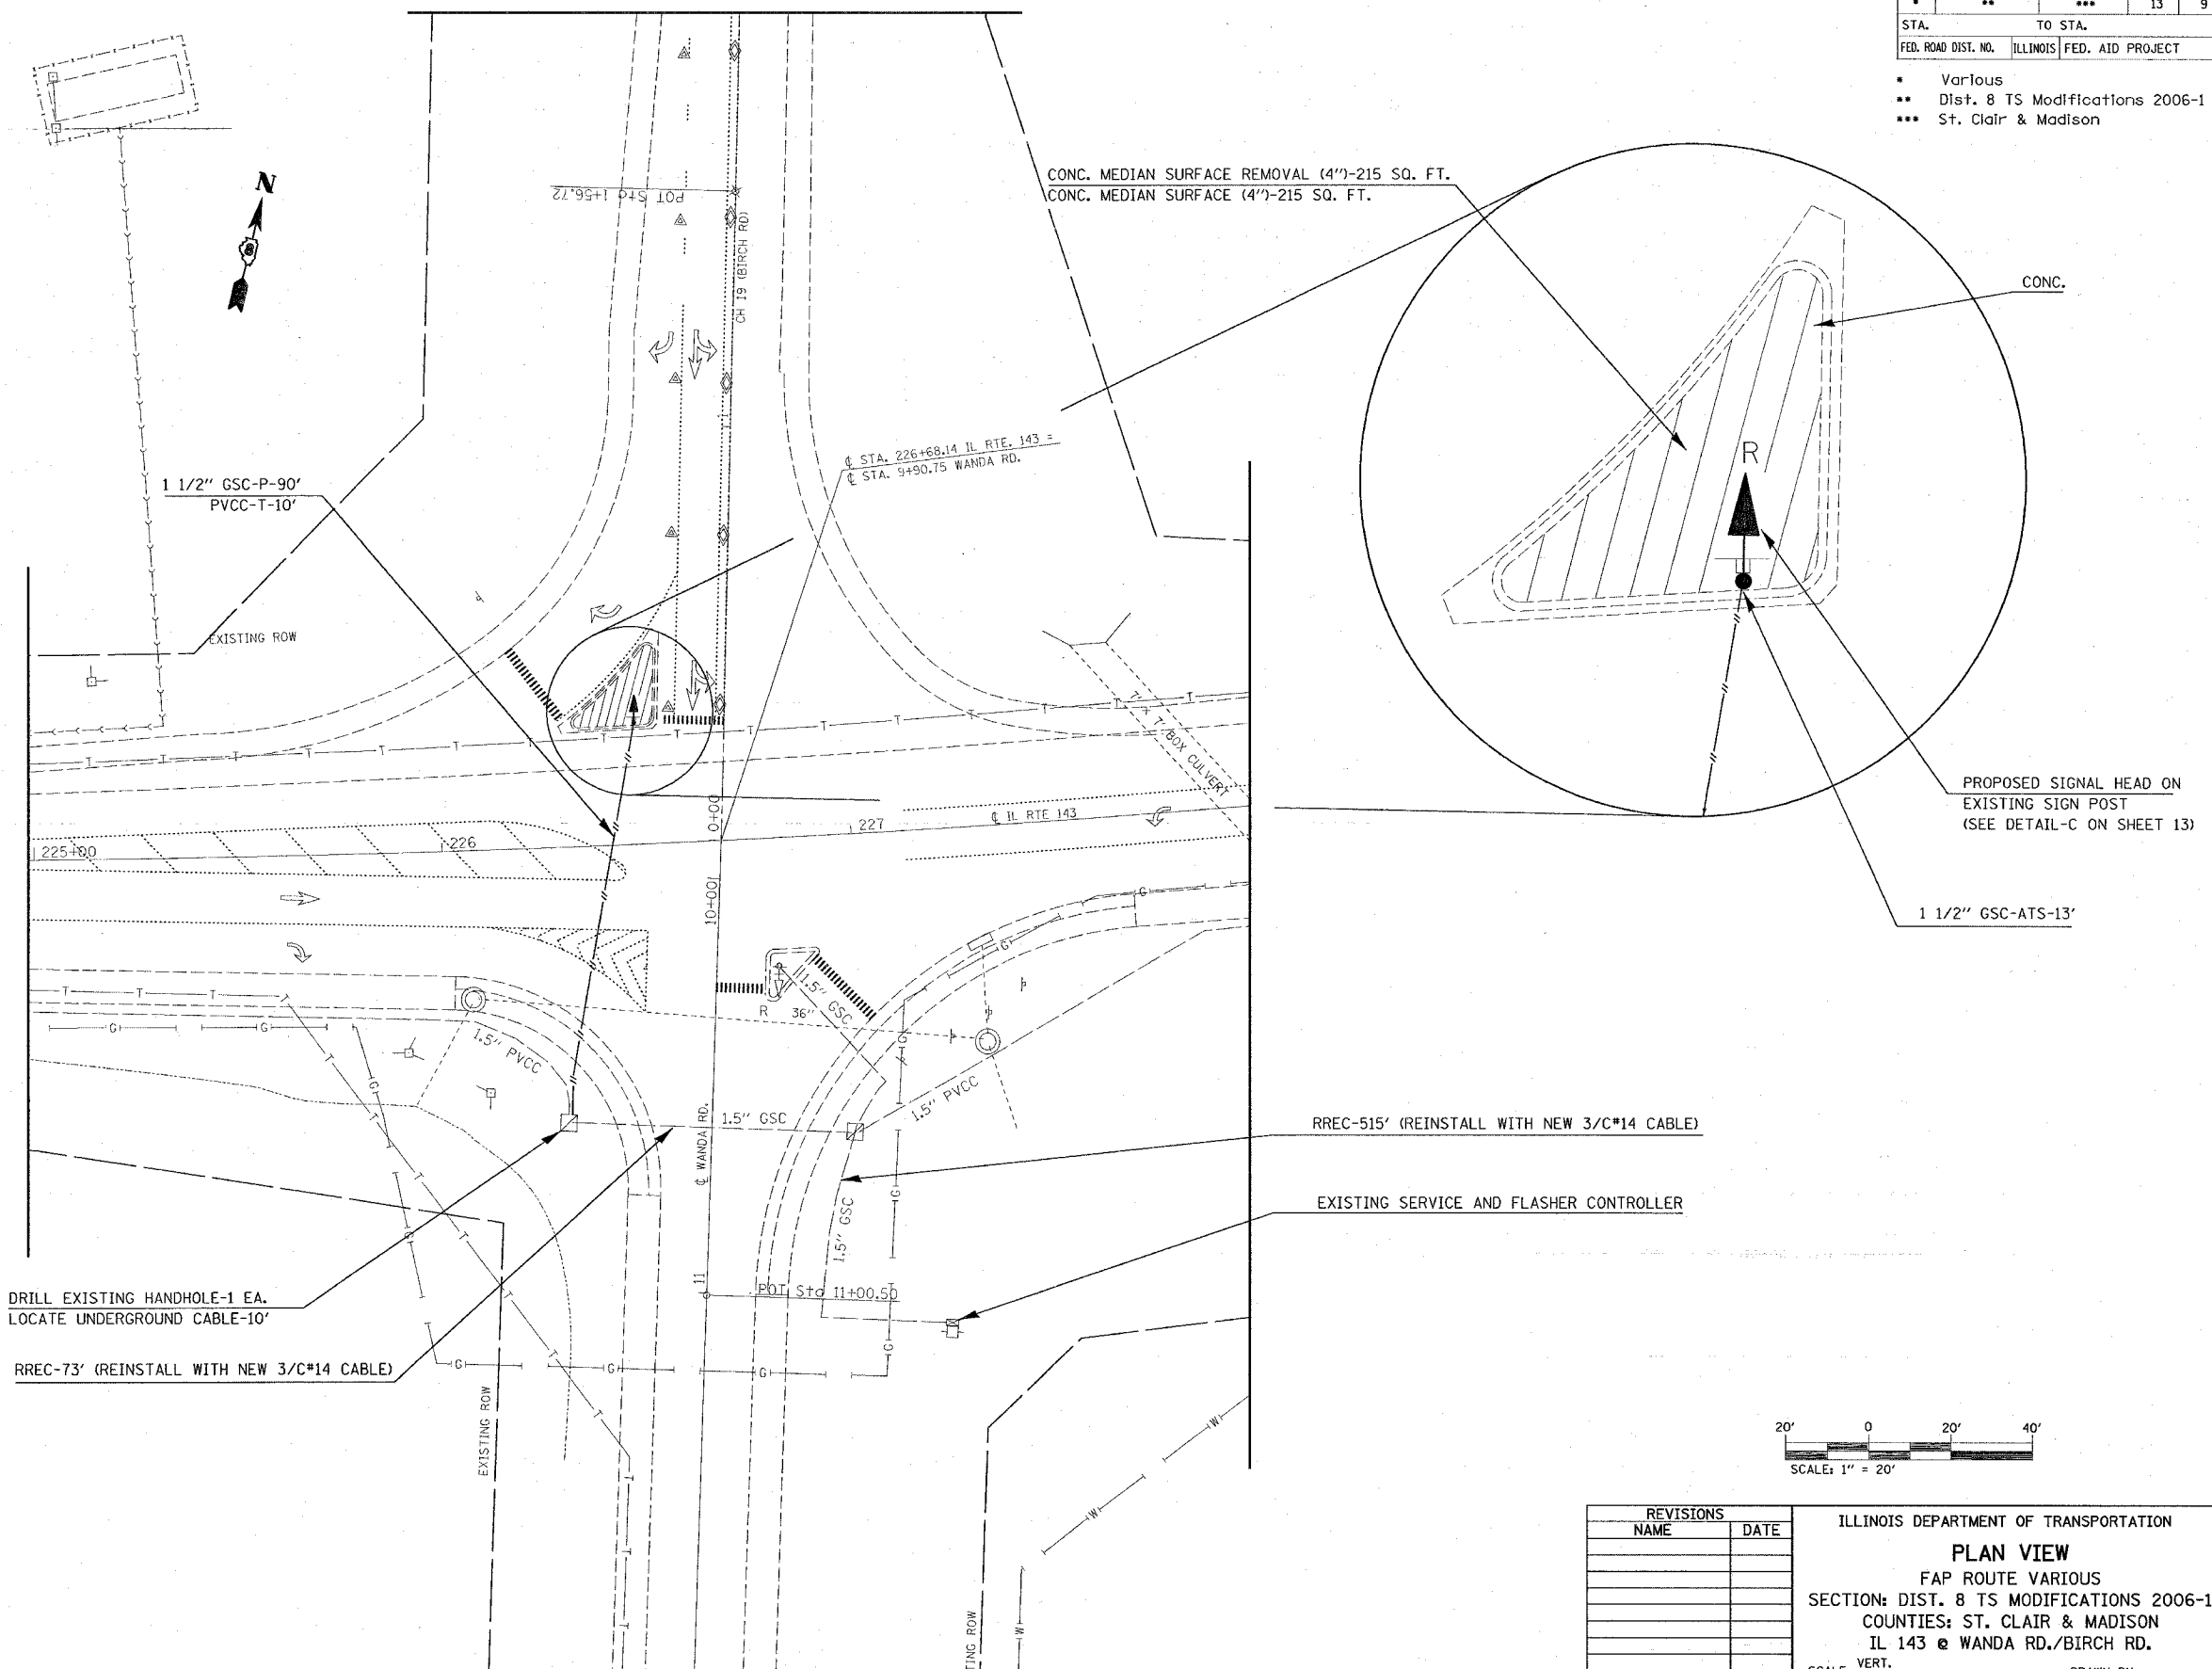 * ** *** 13 9
STA. TO STA.
FED. ROAD DIST. NO. ILLINOIS FED. AID PROJECT
* Various
** Dist. 8 TS Modifications 2006-1
*** St. Clair & Madison
N
8
POT Sta 1+56.72
CH 19 (BIRCH RD)
CONC. MEDIAN SURFACE REMOVAL (4")-215 SQ. FT.
CONC. MEDIAN SURFACE (4")-215 SQ. FT.
CONC.
R
℄ STA. 226+68.14 IL RTE. 143 =
℄ STA. 9+90.75 WANDA RD.
1 1/2" GSC-P-90'
PVCC-T-10'
EXISTING ROW
T T T T T T T T T T T T T T T T
7' X 7' BOX CULVERT
PROPOSED SIGNAL HEAD ON
EXISTING SIGN POST
(SEE DETAIL-C ON SHEET 13)
1 1/2" GSC-ATS-13'
225+00
226
0+00
227
℄ IL RTE 143
10+00
T T T
G G
G G
R
36"
1.5" GSC
1.5" PVCC
1.5" PVCC
1.5" GSC
℄ WANDA RD.
RREC-515' (REINSTALL WITH NEW 3/C#14 CABLE)
EXISTING SERVICE AND FLASHER CONTROLLER
1.5" GSC
11
POT Sta 11+00.50
DRILL EXISTING HANDHOLE-1 EA.
LOCATE UNDERGROUND CABLE-10'
RREC-73' (REINSTALL WITH NEW 3/C#14 CABLE)
G G G
EXISTING ROW
W
W
W
TING ROW
20' 0 20' 40'
SCALE: 1" = 20'
REVISIONS
NAME DATE
ILLINOIS DEPARTMENT OF TRANSPORTATION
PLAN VIEW
FAP ROUTE VARIOUS
SECTION: DIST. 8 TS MODIFICATIONS 2006-1
COUNTIES: ST. CLAIR & MADISON
IL 143 @ WANDA RD./BIRCH RD.
VERT.